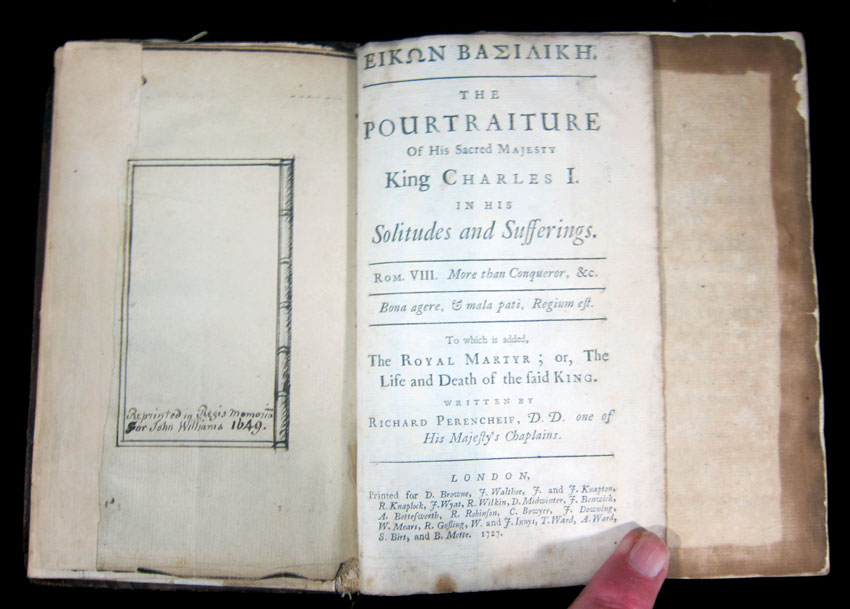 Reprinted in Regis memoriā
For John Williams 1649.
ΕΙΚΩΝ ΒΑΣΙΛΙΚΗ.
THE
POURTRAITURE
Of His Sacred MAJESTY
King CHARLES I.
IN HIS
Solitudes and Sufferings.
ROM. VIII. More than Conqueror, &c.
Bona agere, & mala pati, Regium eſt.
To which is added,
The ROYAL MARTYR; or, The
Life and Death of the ſaid KING.
WRITTEN BY
RICHARD PERENCHEIF, D. D. one of
His Majeſty's Chaplains.
LONDON,
Printed for D. Browne, J. Walthoe, J. and J. Knapton,
R. Knaplock, J. Wyat, R. Wilkin, D. Midwinter, J. Bonwick,
A. Bettesworth, R. Robinson, C. Bowyer, J. Downing,
W. Mears, R. Goſling, W. and J. Innys, T. Ward, A. Ward,
S. Birt, and B. Motte. 1727.